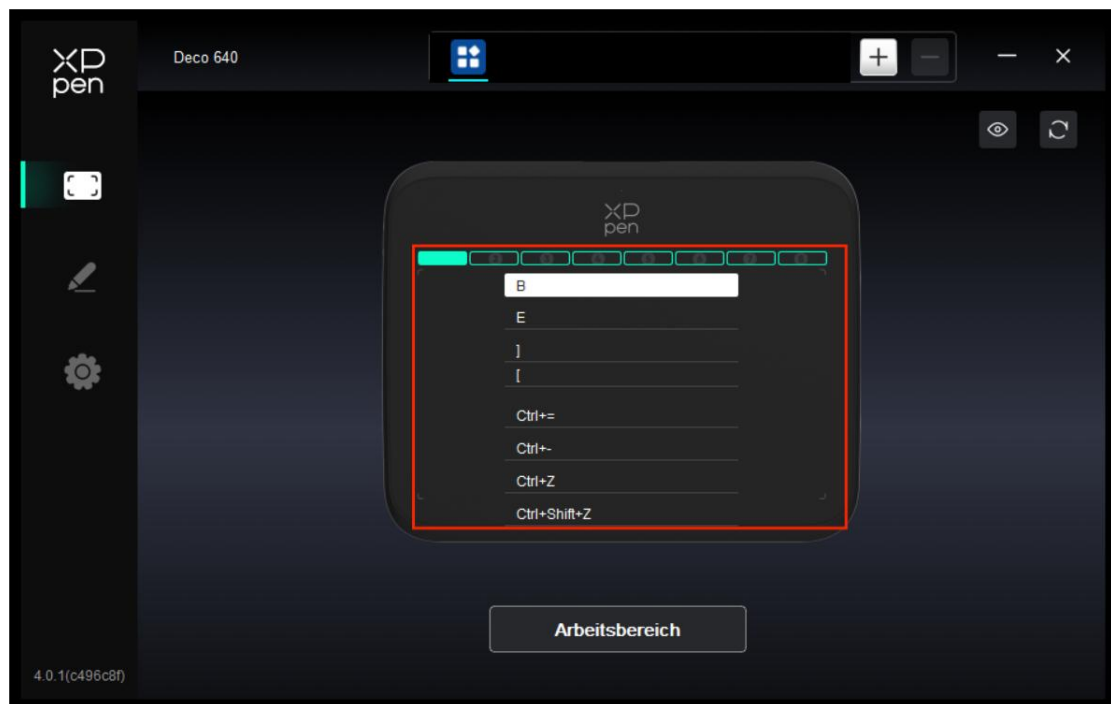 XP
pen
Deco 640
XP
pen
B
E
]
[
Ctrl+=
Ctrl+-
Ctrl+Z
Ctrl+Shift+Z
Arbeitsbereich
4.0.1(c496c8f)